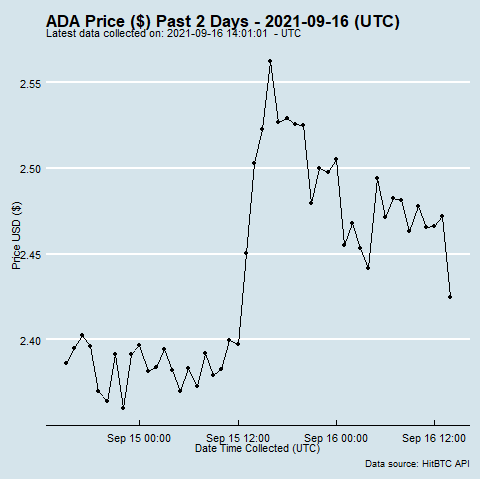 ADA Price ($) Past 2 Days - 2021-09-16 (UTC)
Latest data collected on: 2021-09-16 14:01:01 - UTC
2.55
2.50
2.45
2.40
Price USD ($)
Sep 15 00:00
Sep 15 12:00
Sep 16 00:00
Sep 16 12:00
Date Time Collected (UTC)
Data source: HitBTC API